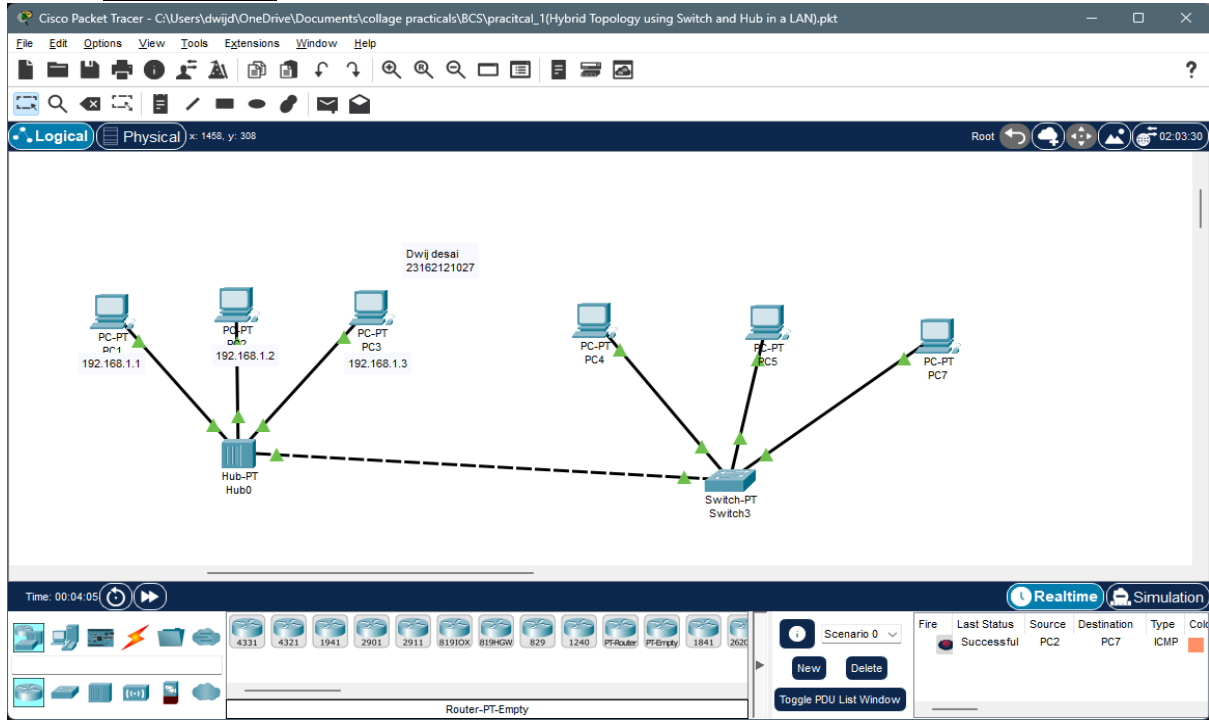 Cisco Packet Tracer - C:\Users\dwijd\OneDrive\Documents\collage practicals\BCS\pracitcal_1(Hybrid Topology using Switch and Hub in a LAN).pkt
File Edit Options View Tools Extensions Window Help
?
Logical Physical x: 1458, y: 308 Root 02:03:30
Dwij desai
23162121027
PC-PT
PC1
192.168.1.1
PC-PT
PC2
192.168.1.2
PC-PT
PC3
192.168.1.3
PC-PT
PC4
PC-PT
PC5
PC-PT
PC7
Hub-PT
Hub0
Switch-PT
Switch3
Time: 00:04:05 Realtime Simulation
4331 4321 1941 2901 2911 819IOX 819HGW 829 1240 PT-Router PT-Empty 1841 262
Router-PT-Empty
Scenario 0
New Delete
Toggle PDU List Window
Fire Last Status Source Destination Type Colo
Successful PC2 PC7 ICMP